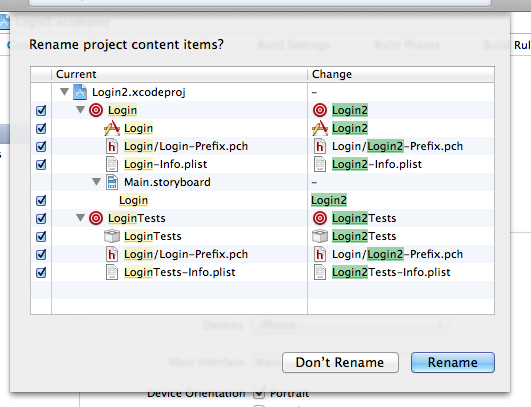 Login2.xcodeproj
Build Settings Build Phases Build Rul
Rename project content items?
Current Change
Login2.xcodeproj –
Login Login2
Login Login2
Login/Login-Prefix.pch Login/Login2-Prefix.pch
Login-Info.plist Login2-Info.plist
Main.storyboard –
Login Login2
LoginTests Login2Tests
LoginTests Login2Tests
Login/Login-Prefix.pch Login/Login2-Prefix.pch
LoginTests-Info.plist Login2Tests-Info.plist
Devices iPhone
Main Interface Main
Don't Rename Rename
Device Orientation Portrait